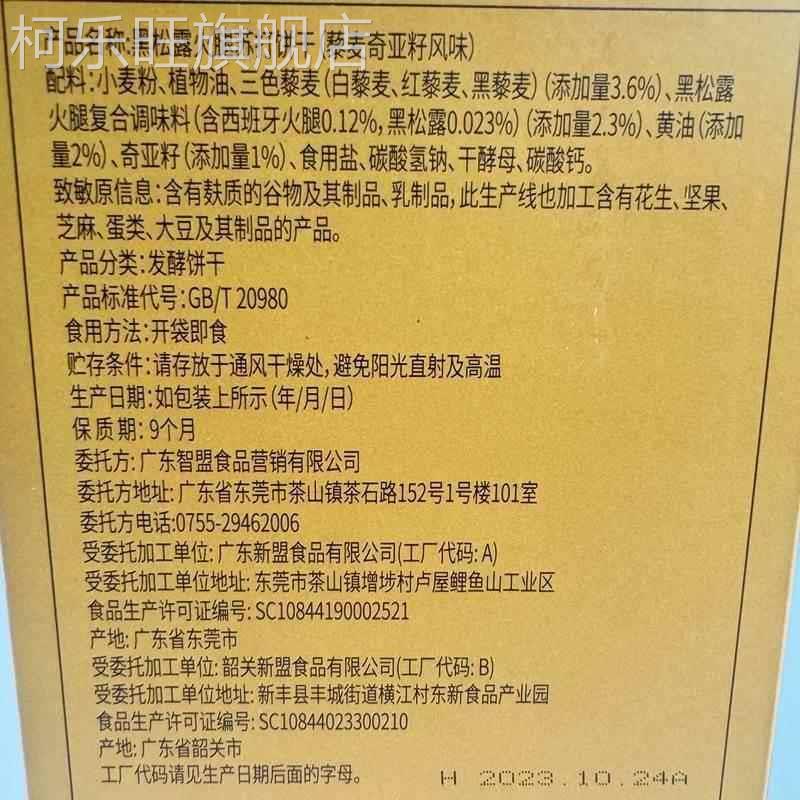 柯乐旺旗舰店
产品名称:黑松露火腿苏打饼干(藜麦奇亚籽风味)
配料:小麦粉、植物油、三色藜麦(白藜麦、红藜麦、黑藜麦)(添加量3.6%)、黑松露
火腿复合调味料(含西班牙火腿0.12%,黑松露0.023%)(添加量2.3%)、黄油(添加
量2%)、奇亚籽(添加量1%)、食用盐、碳酸氢钠、干酵母、碳酸钙。
致敏原信息:含有麸质的谷物及其制品、乳制品,此生产线也加工含有花生、坚果、
芝麻、蛋类、大豆及其制品的产品。
产品分类:发酵饼干
产品标准代号:GB/T 20980
食用方法:开袋即食
贮存条件:请存放于通风干燥处,避免阳光直射及高温
生产日期:如包装上所示(年/月/日)
保质期:9个月
委托方:广东智盟食品营销有限公司
委托方地址:广东省东莞市茶山镇茶石路152号1号楼101室
委托方电话:0755-29462006
受委托加工单位:广东新盟食品有限公司(工厂代码:A)
受委托加工单位地址:东莞市茶山镇增埗村卢屋鲤鱼山工业区
食品生产许可证编号:SC10844190002521
产地:广东省东莞市
受委托加工单位:韶关新盟食品有限公司(工厂代码:B)
受委托加工单位地址:新丰县丰城街道横江村东新食品产业园
食品生产许可证编号:SC10844023300210
产地:广东省韶关市
工厂代码请见生产日期后面的字母。
H 2023.10.24A